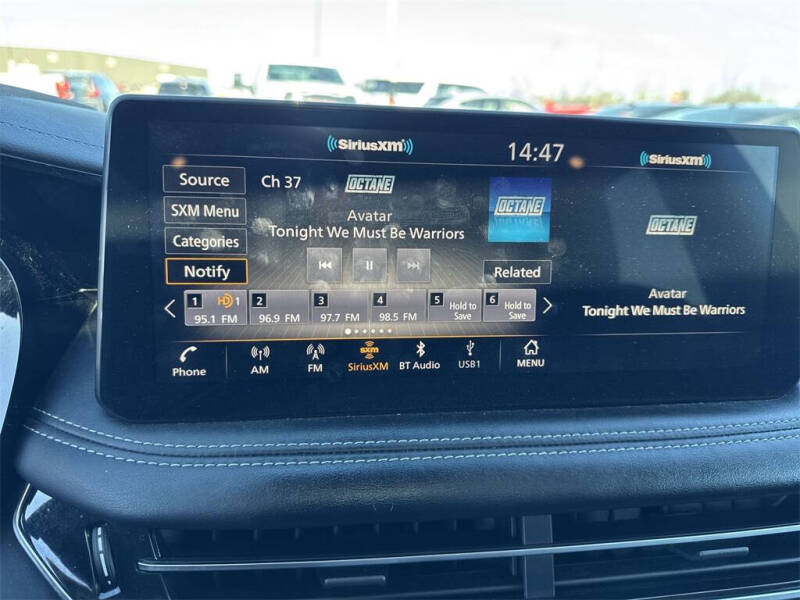 SiriusXM
14:47
SiriusXM
Source
Ch 37
OCTANE
SXM Menu
Avatar
OCTANE
OCTANE
Tonight We Must Be Warriors
Categories
Notify
Related
Avatar
Tonight We Must Be Warriors
1 HD 1
95.1 FM
2
96.9 FM
3
97.7 FM
4
98.5 FM
5
Hold to
Save
6
Hold to
Save
Phone
AM
FM
sxm
SiriusXM
BT Audio
USB1
MENU